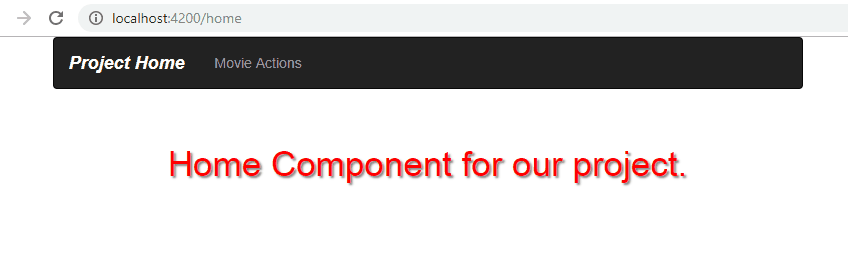 localhost:4200/home
Project Home Movie Actions
Home Component for our project.